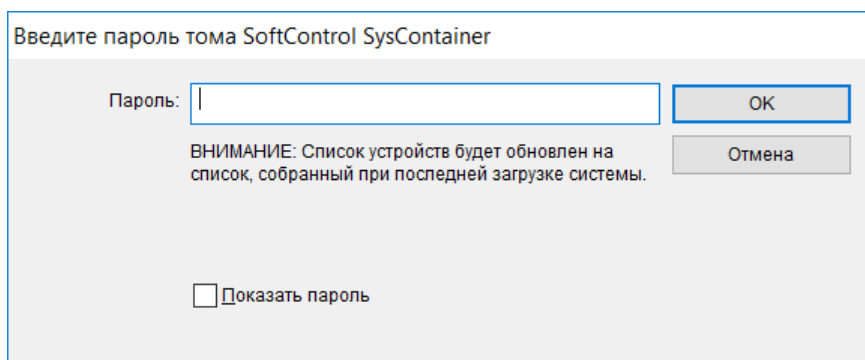 Введите пароль тома SoftControl SysContainer
Пароль:
OK
ВНИМАНИЕ: Список устройств будет обновлен на
список, собранный при последней загрузке системы.
Отмена
Показать пароль